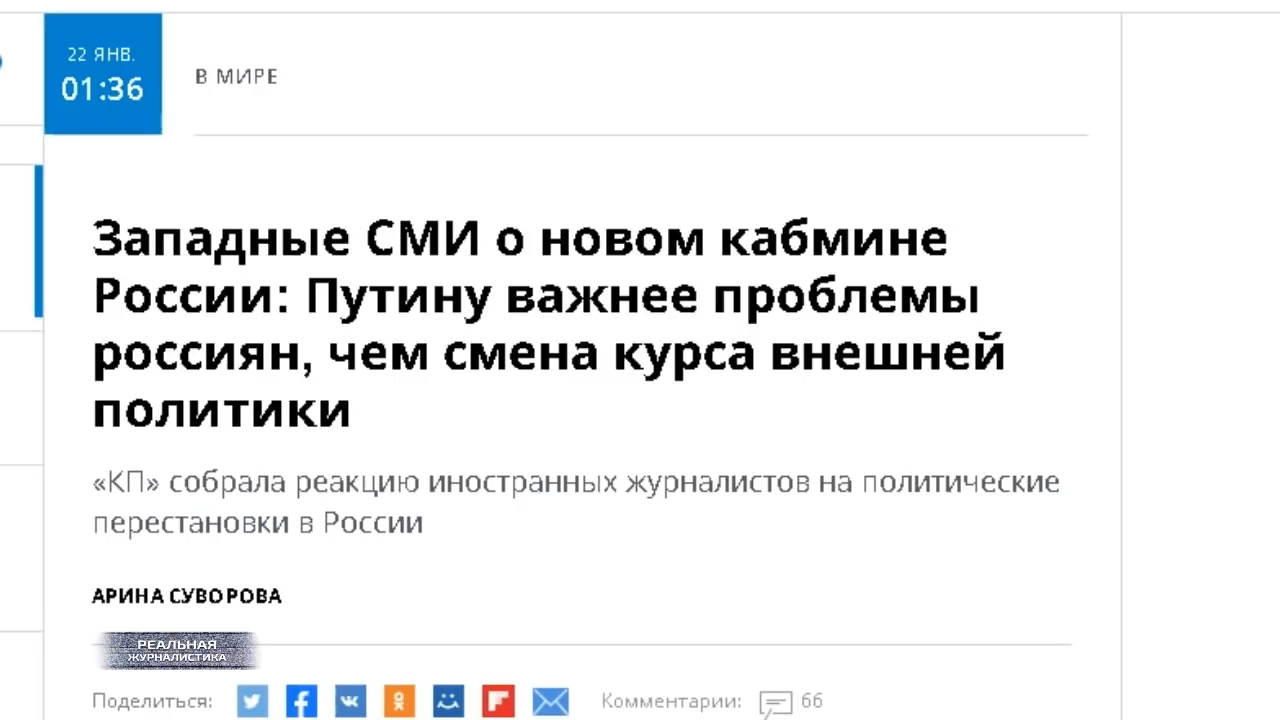 22 ЯНВ.
01:36
В МИРЕ
Западные СМИ о новом кабмине
России: Путину важнее проблемы
россиян, чем смена курса внешней
политики
«КП» собрала реакцию иностранных журналистов на политические
перестановки в России
АРИНА СУВОРОВА
РЕАЛЬНАЯ
ЖУРНАЛИСТИКА
Поделиться:
Комментарии: 66